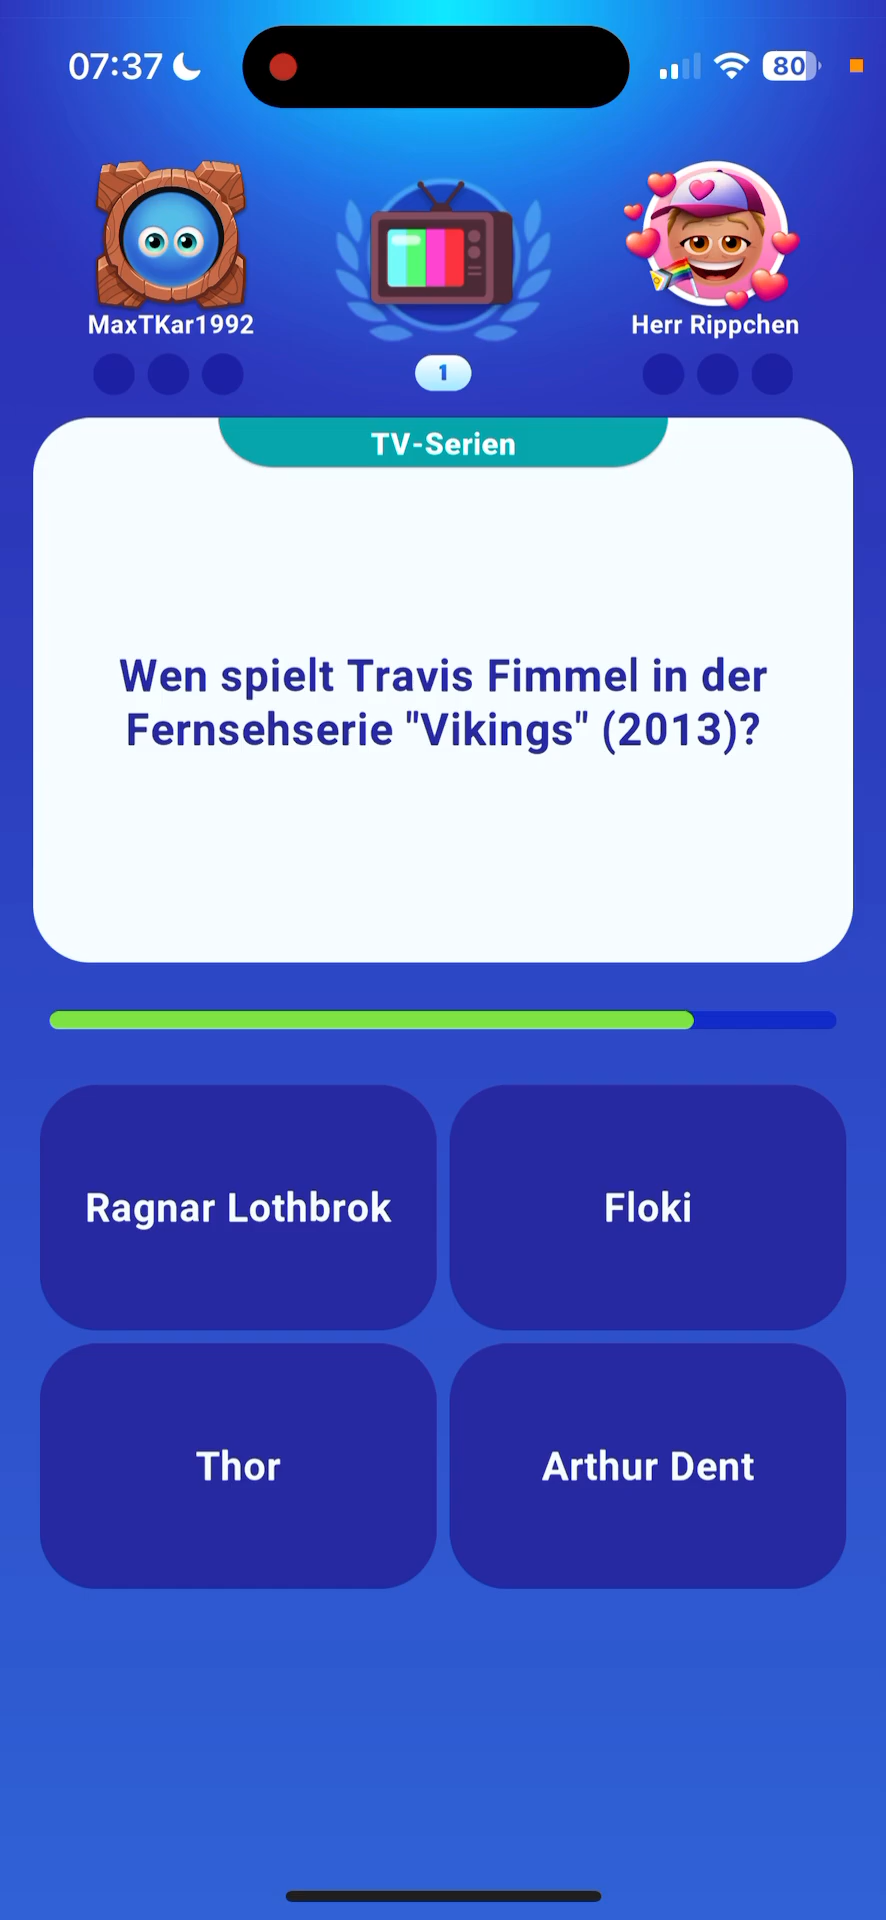 07:37
80
MaxTKar1992
Herr Rippchen
1
TV-Serien
Wen spielt Travis Fimmel in der
Fernsehserie "Vikings" (2013)?
Ragnar Lothbrok
Floki
Thor
Arthur Dent